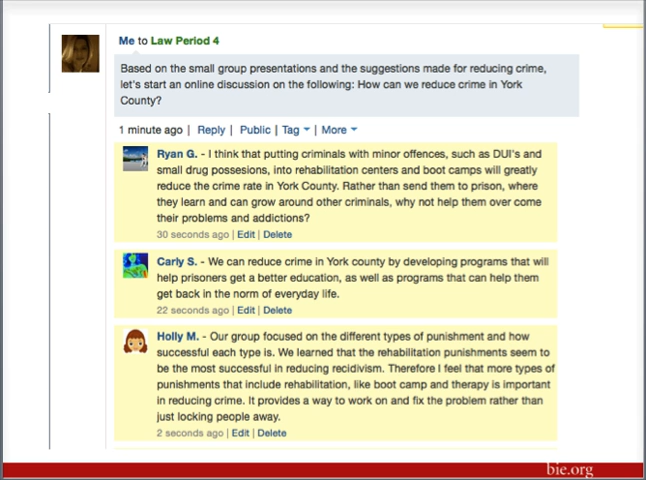 Me to Law Period 4
Based on the small group presentations and the suggestions made for reducing crime,
let's start an online discussion on the following: How can we reduce crime in York
County?
1 minute ago | Reply | Public | Tag | More
Ryan G. - I think that putting criminals with minor offences, such as DUI's and
small drug possesions, into rehabilitation centers and boot camps will greatly
reduce the crime rate in York County. Rather than send them to prison, where
they learn and can grow around other criminals, why not help them over come
their problems and addictions?
30 seconds ago | Edit | Delete
Carly S. - We can reduce crime in York county by developing programs that will
help prisoners get a better education, as well as programs that can help them
get back in the norm of everyday life.
22 seconds ago | Edit | Delete
Holly M. - Our group focused on the different types of punishment and how
successful each type is. We learned that the rehabilitation punishments seem to
be the most successful in reducing recidivism. Therefore I feel that more types of
punishments that include rehabilitation, like boot camp and therapy is important
in reducing crime. It provides a way to work on and fix the problem rather than
just locking people away.
2 seconds ago | Edit | Delete
bie.org